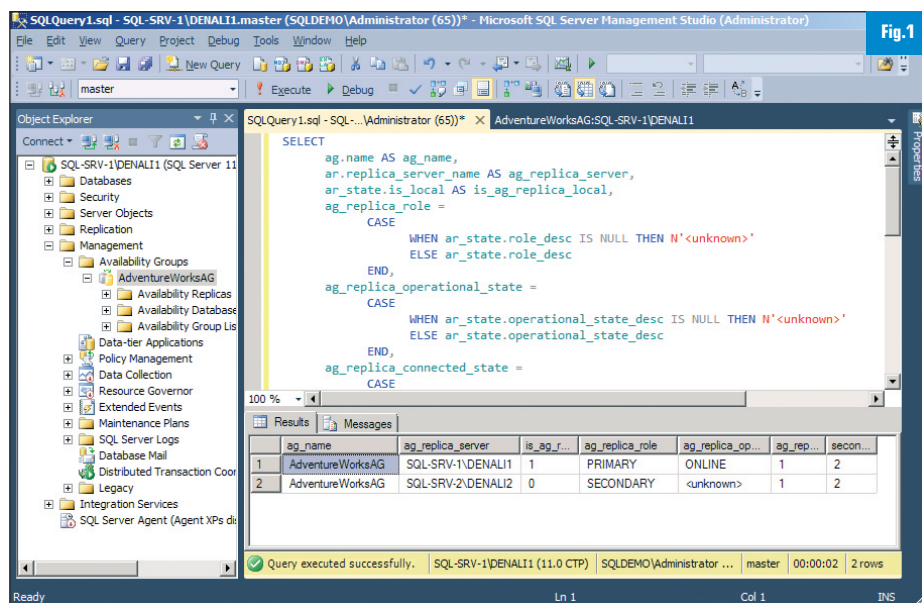 SQLQuery1.sql - SQL-SRV-1\DENALI1.master (SQLDEMO\Administrator (65))* - Microsoft SQL Server Management Studio (Administrator)
Fig.1
File Edit View Query Project Debug Tools Window Help
New Query
master
Execute Debug
Object Explorer
Connect
SQL-SRV-1\DENALI1 (SQL Server 11
Databases
Security
Server Objects
Replication
Management
Availability Groups
AdventureWorksAG
Availability Replicas
Availability Database
Availability Group Lis
Data-tier Applications
Policy Management
Data Collection
Resource Governor
Extended Events
Maintenance Plans
SQL Server Logs
Database Mail
Distributed Transaction Coor
Legacy
Integration Services
SQL Server Agent (Agent XPs di
SQLQuery1.sql - SQL-...\Administrator (65))* AdventureWorksAG:SQL-SRV-1\DENALI1
Properties
SELECT
ag.name AS ag_name,
ar.replica_server_name AS ag_replica_server,
ar_state.is_local AS is_ag_replica_local,
ag_replica_role =
CASE
WHEN ar_state.role_desc IS NULL THEN N'<unknown>'
ELSE ar_state.role_desc
END,
ag_replica_operational_state =
CASE
WHEN ar_state.operational_state_desc IS NULL THEN N'<unknown>'
ELSE ar_state.operational_state_desc
END,
ag_replica_connected_state =
CASE
100 %
Results Messages
ag_name ag_replica_server is_ag_r... ag_replica_role ag_replica_op... ag_rep... secon...
1 AdventureWorksAG SQL-SRV-1\DENALI1 1 PRIMARY ONLINE 1 2
2 AdventureWorksAG SQL-SRV-2\DENALI2 0 SECONDARY <unknown> 1 2
Query executed successfully. SQL-SRV-1\DENALI1 (11.0 CTP) SQLDEMO\Administrator ... master 00:00:02 2 rows
Ready Ln 1 Col 1 INS